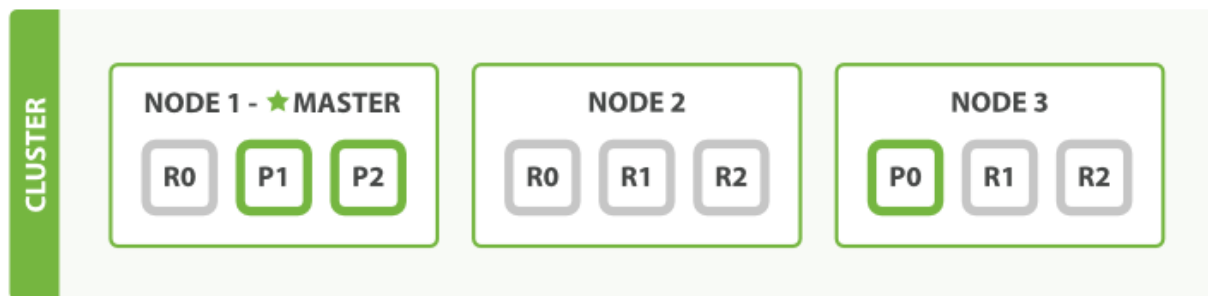 CLUSTER
NODE 1 - ★ MASTER
R0 P1 P2
NODE 2
R0 R1 R2
NODE 3
P0 R1 R2